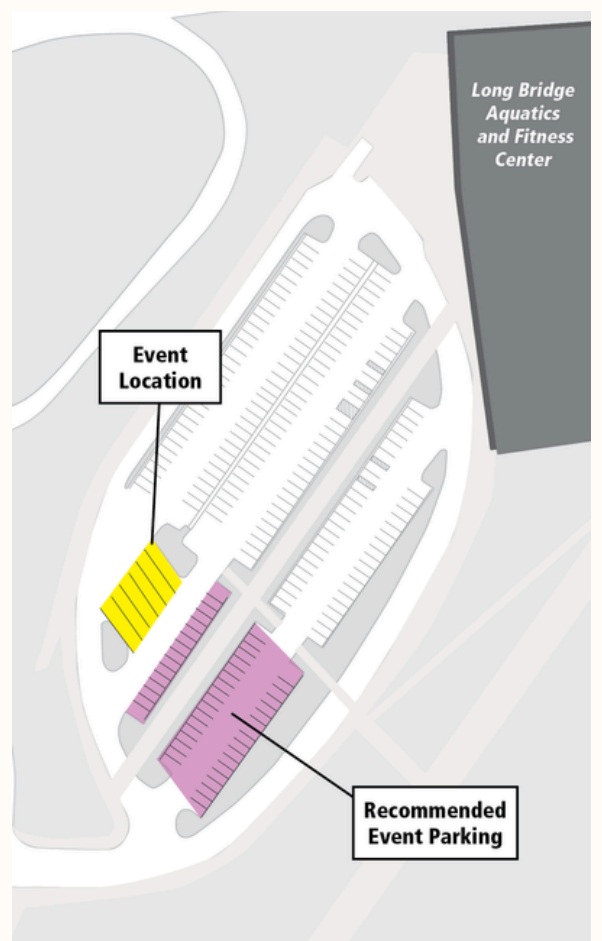 Long Bridge
Aquatics
and Fitness
Center
Event
Location
Recommended
Event Parking